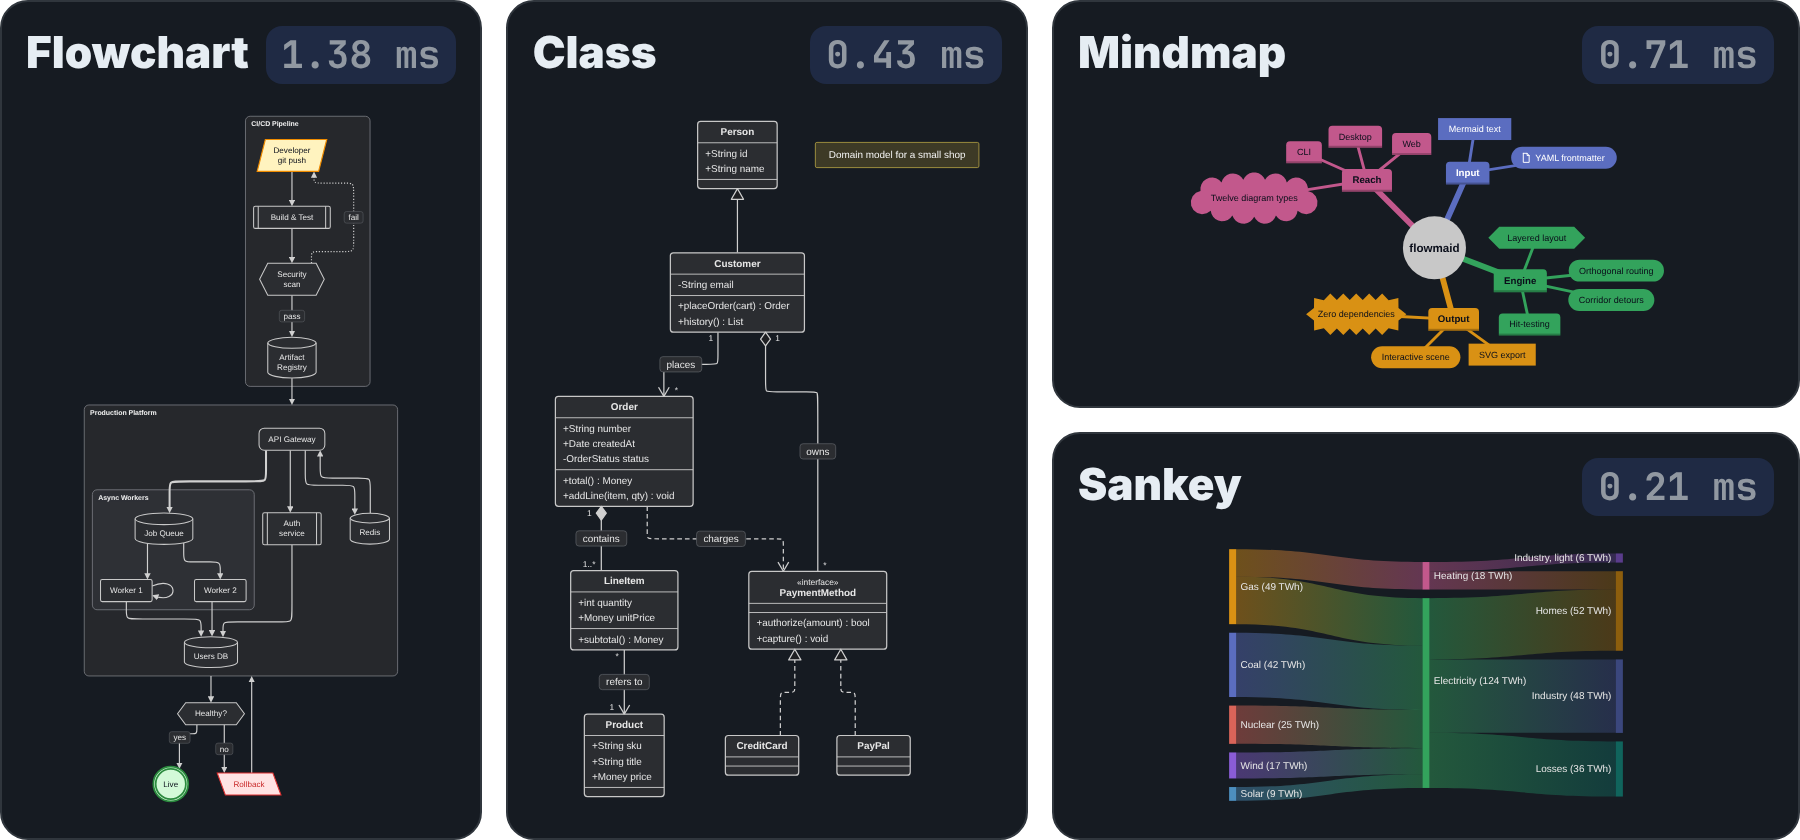 Flowchart
1.38 ms
CI/CD Pipeline
Developer
git push
Build & Test
fail
Security
scan
pass
Artifact
Registry
Production Platform
API Gateway
Async Workers
Job Queue
Auth
service
Redis
Worker 1
Worker 2
Users DB
Healthy?
yes
no
Live
Rollback
Class
0.43 ms
Person
+String id
+String name
Domain model for a small shop
Customer
-String email
+placeOrder(cart) : Order
+history() : List
1
1
places
*
Order
+String number
+Date createdAt
-OrderStatus status
+total() : Money
+addLine(item, qty) : void
owns
1
contains
charges
1..*
*
LineItem
+int quantity
+Money unitPrice
+subtotal() : Money
«interface»
PaymentMethod
+authorize(amount) : bool
+capture() : void
*
refers to
1
Product
+String sku
+String title
+Money price
CreditCard
PayPal
Mindmap
0.71 ms
Mermaid text
Desktop
Web
CLI
YAML frontmatter
Reach
Input
Twelve diagram types
flowmaid
Layered layout
Orthogonal routing
Engine
Corridor detours
Zero dependencies
Output
Hit-testing
Interactive scene
SVG export
Sankey
0.21 ms
Industry, light (6 TWh)
Heating (18 TWh)
Gas (49 TWh)
Homes (52 TWh)
Coal (42 TWh)
Electricity (124 TWh)
Industry (48 TWh)
Nuclear (25 TWh)
Wind (17 TWh)
Losses (36 TWh)
Solar (9 TWh)